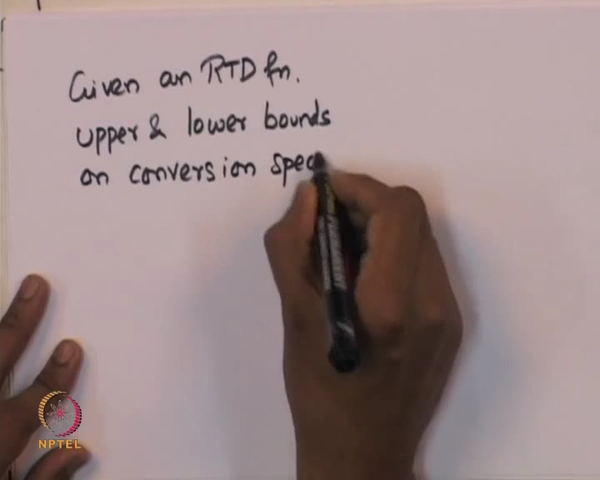 Given an RTD fn.
upper & lower bounds
on conversion spec
NPTEL